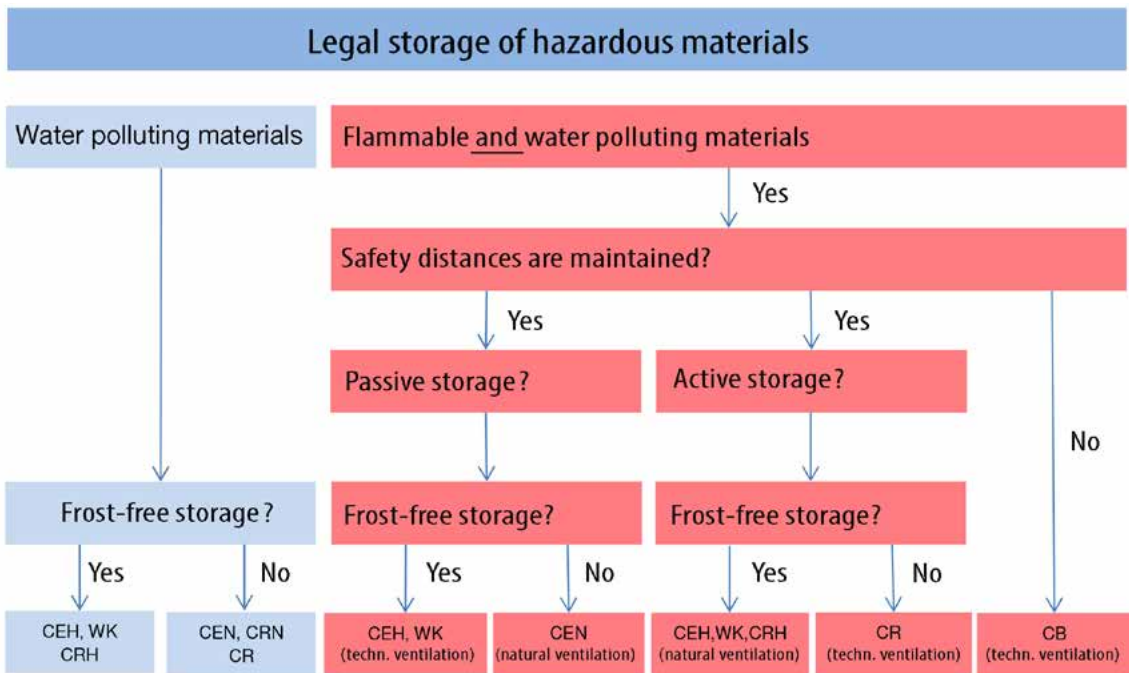 Legal storage of hazardous materials
Water polluting materials
Flammable and water polluting materials
Yes
Safety distances are maintained?
Yes
Yes
Passive storage?
Active storage?
No
Frost-free storage?
Frost-free storage?
Frost-free storage?
Yes
No
Yes
No
Yes
No
CEH, WK
CRH
CEN, CRN
CR
CEH, WK
(techn. ventilation)
CEN
(natural ventilation)
CEH,WK,CRH
(natural ventilation)
CR
(techn. ventilation)
CB
(techn. ventilation)